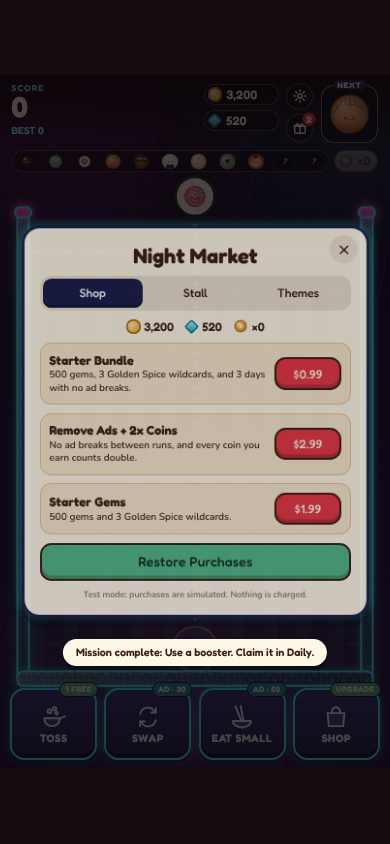 SCORE
0
BEST 0
3,200
520
NEXT
2
? ?
×0
Night Market
×
Shop
Stall
Themes
3,200
520
×0
Starter Bundle
500 gems, 3 Golden Spice wildcards, and 3 days
with no ad breaks.
$0.99
Remove Ads + 2x Coins
No ad breaks between runs, and every coin you
earn counts double.
$2.99
Starter Gems
500 gems and 3 Golden Spice wildcards.
$1.99
Restore Purchases
Test mode: purchases are simulated. Nothing is charged.
Mission complete: Use a booster. Claim it in Daily.
1 FREE
TOSS
AD · 30
SWAP
AD · 50
EAT SMALL
UPGRADE
SHOP